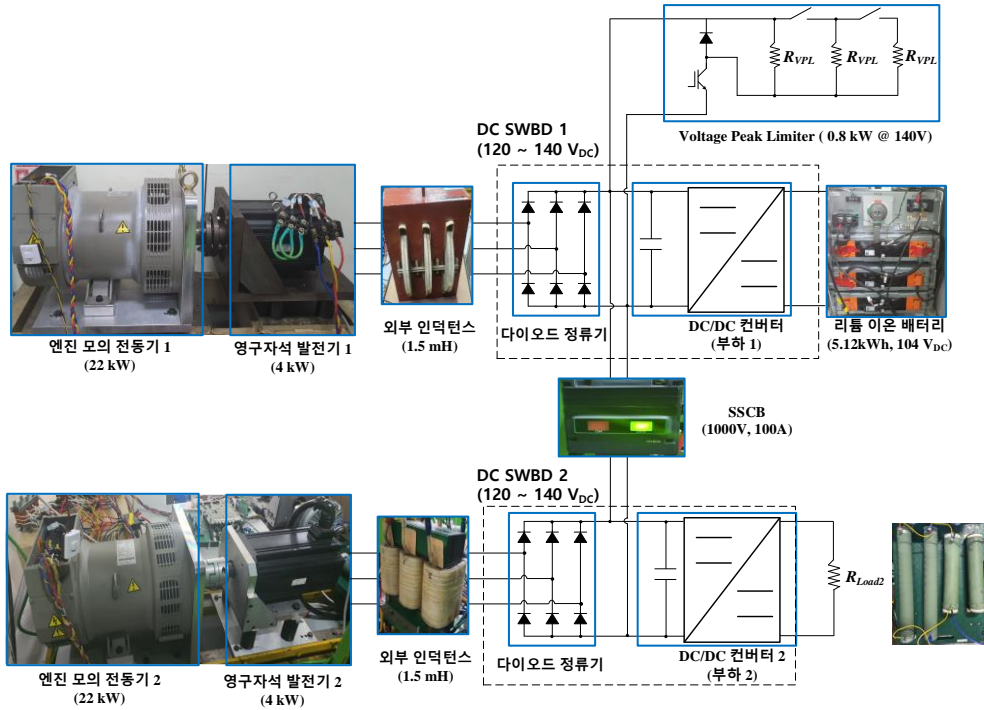 R_VPL R_VPL R_VPL
Voltage Peak Limiter ( 0.8 kW @ 140V)
DC SWBD 1
(120 ~ 140 V_DC)
엔진 모의 전동기 1
(22 kW)
영구자석 발전기 1
(4 kW)
외부 인덕턴스
(1.5 mH)
다이오드 정류기
DC/DC 컨버터
(부하 1)
리튬 이온 배터리
(5.12kWh, 104 V_DC)
SSCB
(1000V, 100A)
DC SWBD 2
(120 ~ 140 V_DC)
R_Load2
엔진 모의 전동기 2
(22 kW)
영구자석 발전기 2
(4 kW)
외부 인덕턴스
(1.5 mH)
다이오드 정류기
DC/DC 컨버터 2
(부하 2)